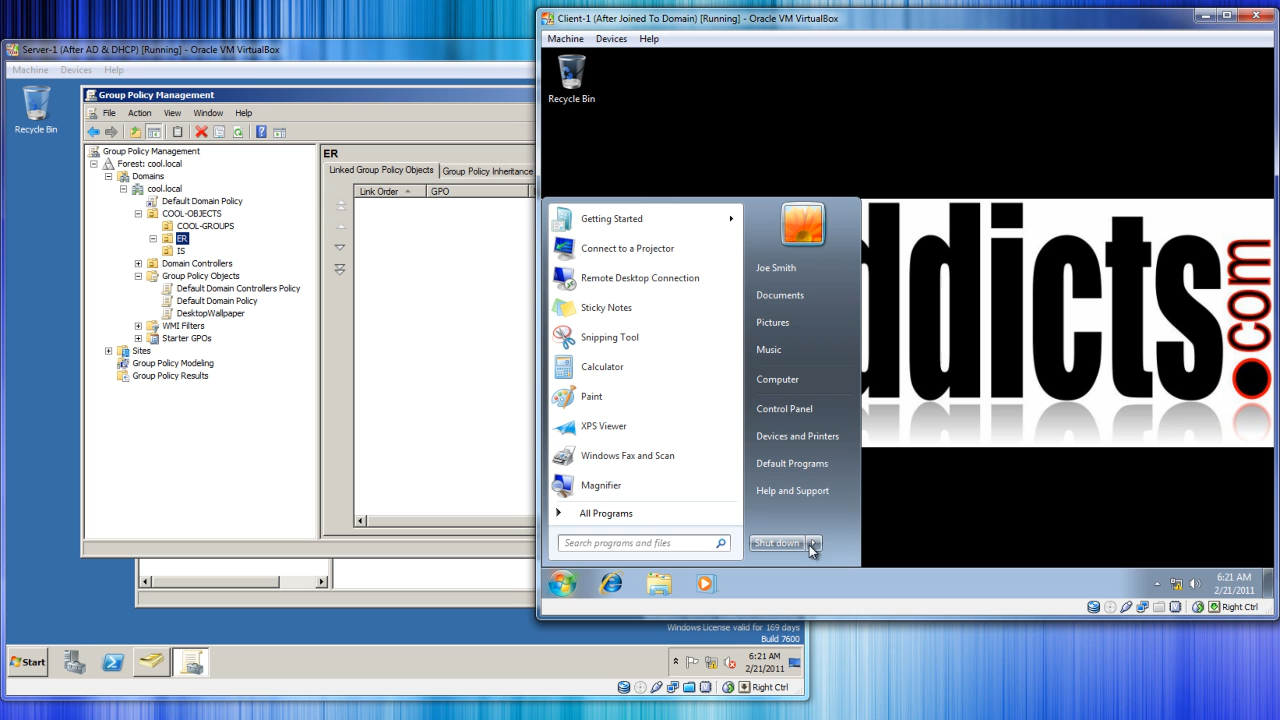 Server-1 (After AD & DHCP) [Running] - Oracle VM VirtualBox
Machine Devices Help
Recycle Bin
Group Policy Management
File Action View Window Help
Group Policy Management
Forest: cool.local
Domains
cool.local
Default Domain Policy
COOL-OBJECTS
COOL-GROUPS
ER
IS
Domain Controllers
Group Policy Objects
Default Domain Controllers Policy
Default Domain Policy
DesktopWallpaper
WMI Filters
Starter GPOs
Sites
Group Policy Modeling
Group Policy Results
ER
Linked Group Policy Objects Group Policy Inheritance
Link Order GPO
Windows License valid for 169 days
Build 7600
Start
6:21 AM
2/21/2011
Right Ctrl
Client-1 (After Joined To Domain) [Running] - Oracle VM VirtualBox
Machine Devices Help
Recycle Bin
Getting Started
Connect to a Projector
Remote Desktop Connection
Sticky Notes
Snipping Tool
Calculator
Paint
XPS Viewer
Windows Fax and Scan
Magnifier
All Programs
Search programs and files
Joe Smith
Documents
Pictures
Music
Computer
Control Panel
Devices and Printers
Default Programs
Help and Support
Shut down
ddicts.com
6:21 AM
2/21/2011
Right Ctrl